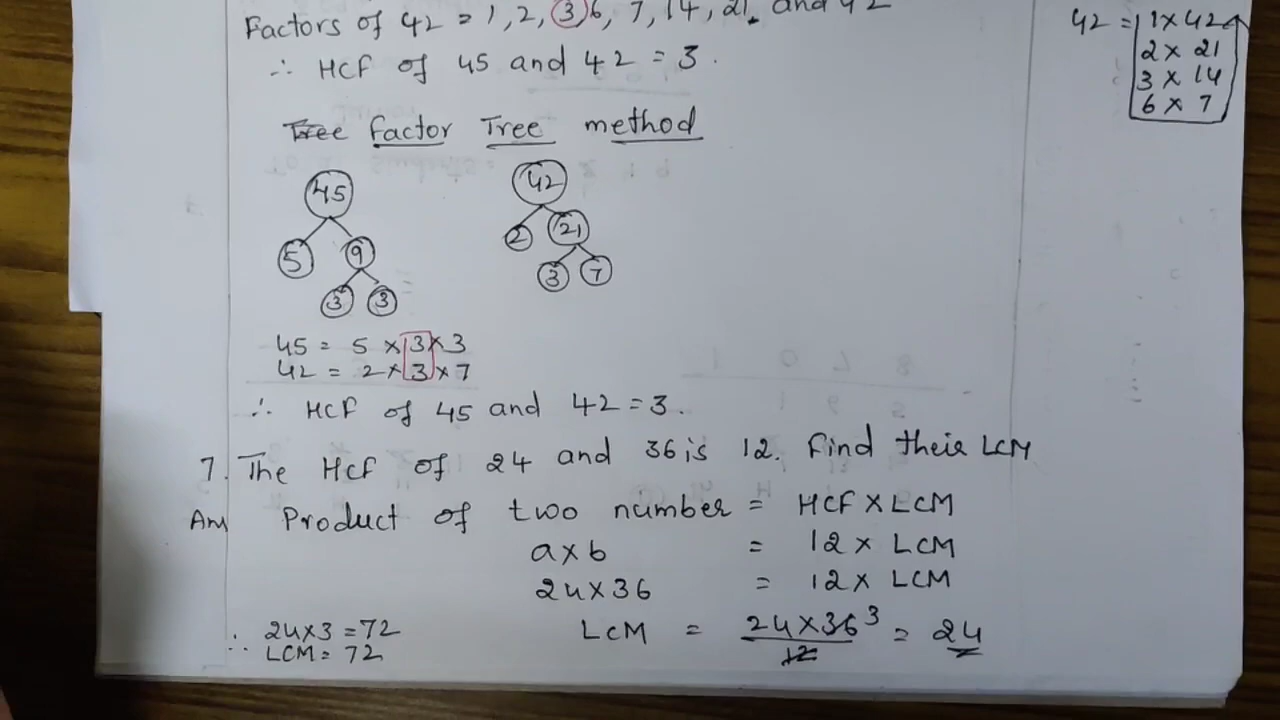 Factors of 42 = 1, 2, 3, 6, 7, 14, 21, and 42
42 = 1 x 42
2 x 21
3 x 14
6 x 7
∴ HCF of 45 and 42 = 3.
Tree Factor Tree method
45
42
5 9
2 21
3 3
3 7
45 = 5 x 3 x 3
42 = 2 x 3 x 7
∴ HCF of 45 and 42 = 3.
7. The HCF of 24 and 36 is 12. Find their LCM
Ans Product of two number = HCF x LCM
a x b = 12 x LCM
24 x 36 = 12 x LCM
LCM = 24 x 36 3 / 12 = 24
∴ 24 x 3 = 72
LCM = 72